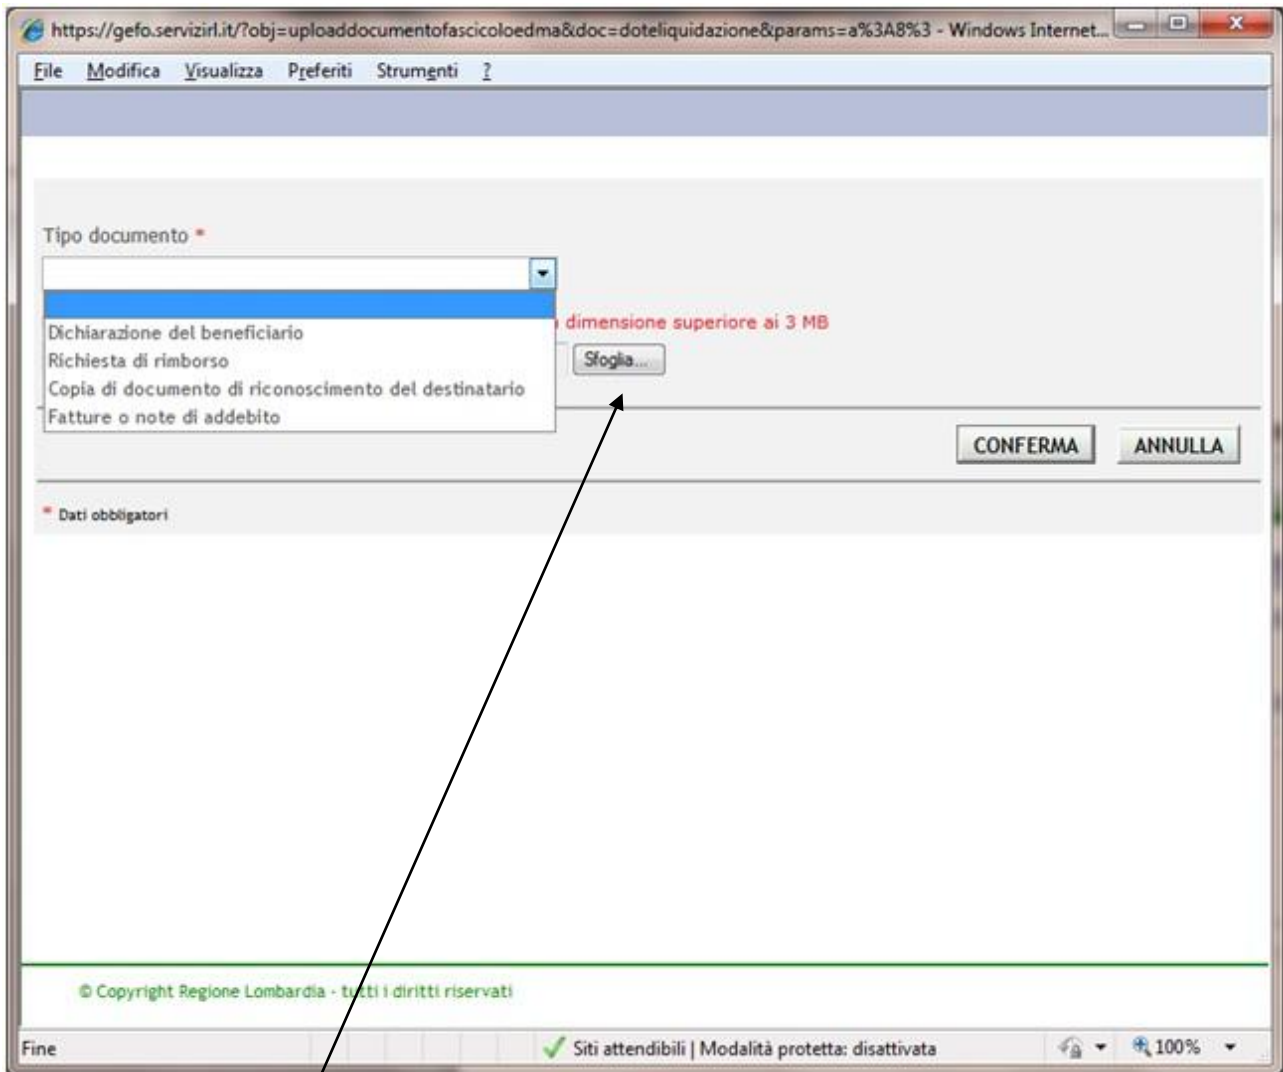 https://gefo.servizirl.it/?obj=uploaddocumentofascicoloedma&doc=doteliquidazione&params=a%3A8%3 - Windows Internet...
File Modifica Visualizza Preferiti Strumenti ?
Tipo documento *
dimensione superiore ai 3 MB
Dichiarazione del beneficiario
Richiesta di rimborso
Sfoglia...
Copia di documento di riconoscimento del destinatario
Fatture o note di addebito
CONFERMA ANNULLA
* Dati obbligatori
© Copyright Regione Lombardia - tutti i diritti riservati
Fine Siti attendibili | Modalità protetta: disattivata 100%